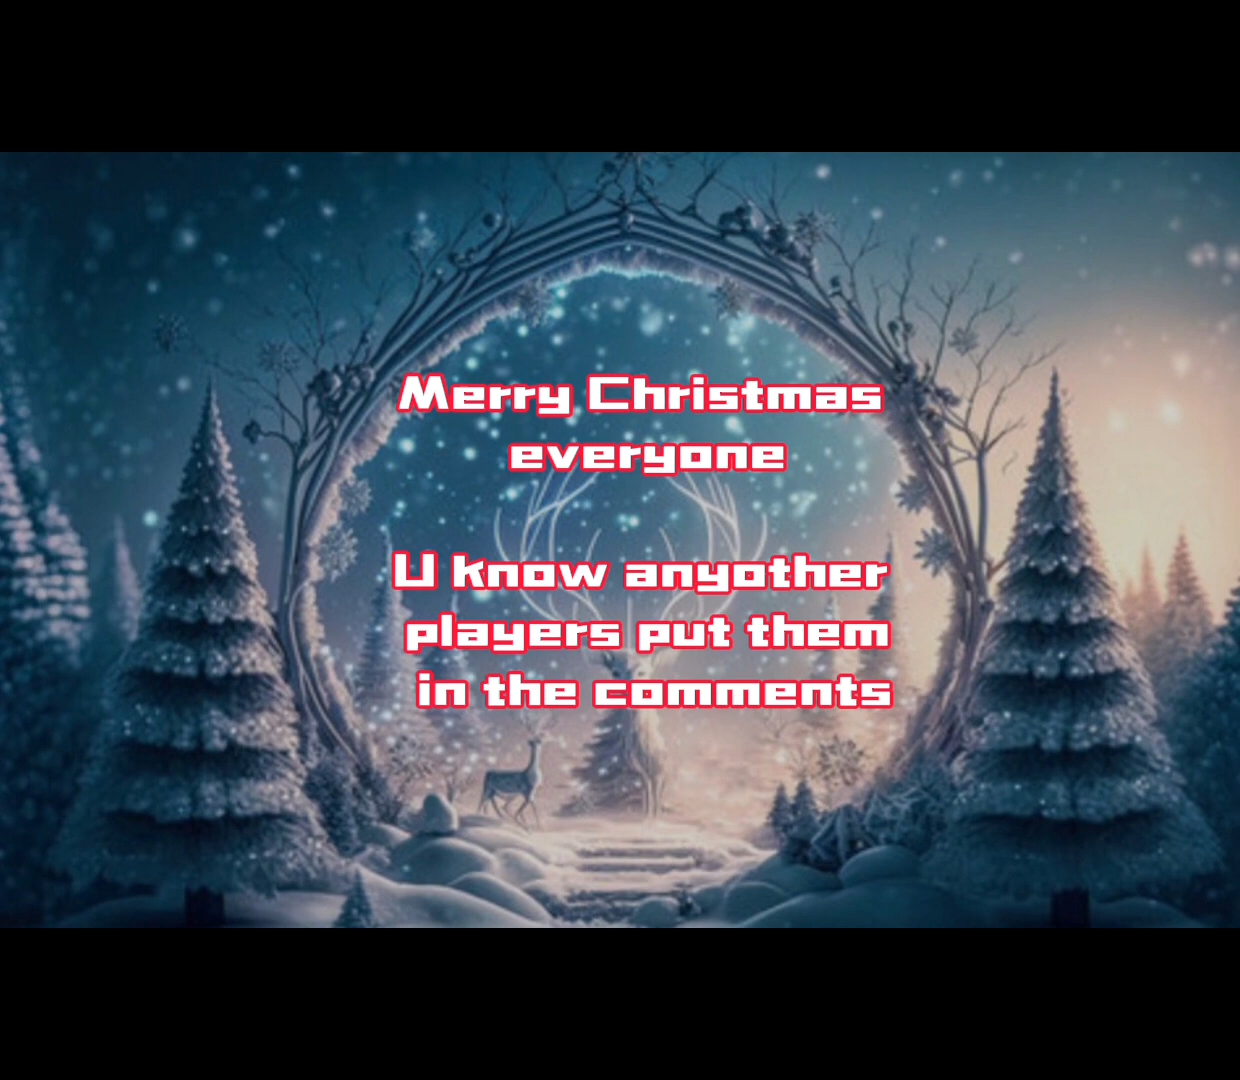 Merry Christmas
everyone
U know anyother
players put them
in the comments